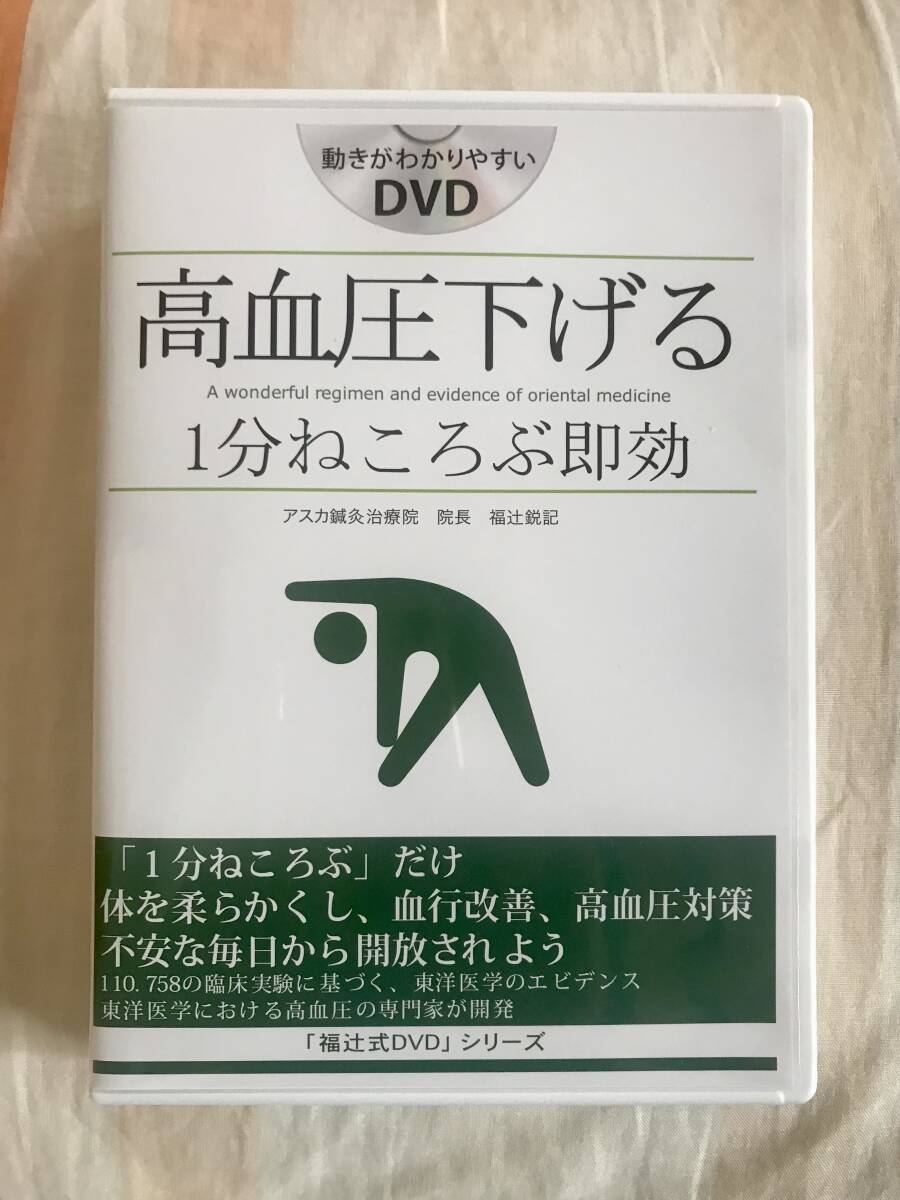 動きがわかりやすい
DVD
高血圧下げる
A wonderful regimen and evidence of oriental medicine
1分ねころぶ即効
アスカ鍼灸治療院　院長　福辻鋭記
「１分ねころぶ」だけ
体を柔らかくし、血行改善、高血圧対策
不安な毎日から開放されよう
110.758の臨床実験に基づく、東洋医学のエビデンス
東洋医学における高血圧の専門家が開発
「福辻式DVD」シリーズ